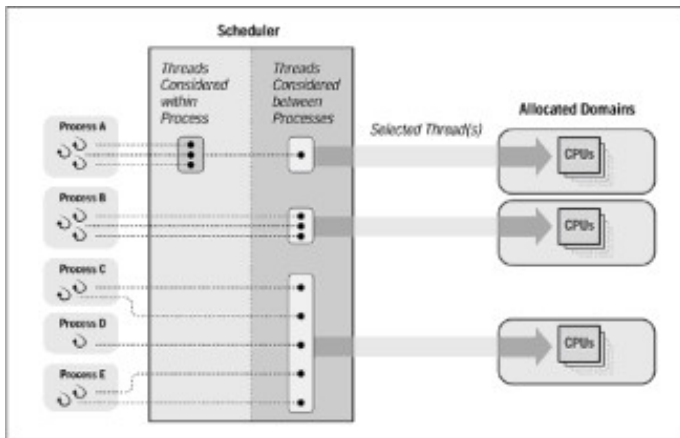 Scheduler
Threads
Considered
within
Process
Threads
Considered
between
Processes
Selected Thread(s)
Allocated Domains
Process A
CPUs
Process B
CPUs
Process C
Process D
CPUs
Process E